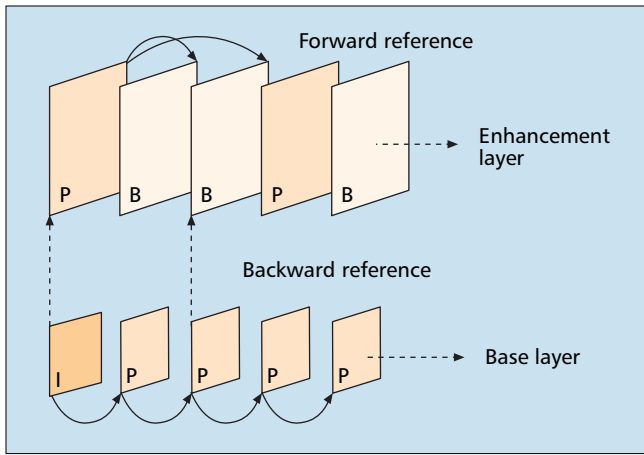 Forward reference
P
B
B
P
B
Enhancement
layer
Backward reference
I
P
P
P
P
Base layer